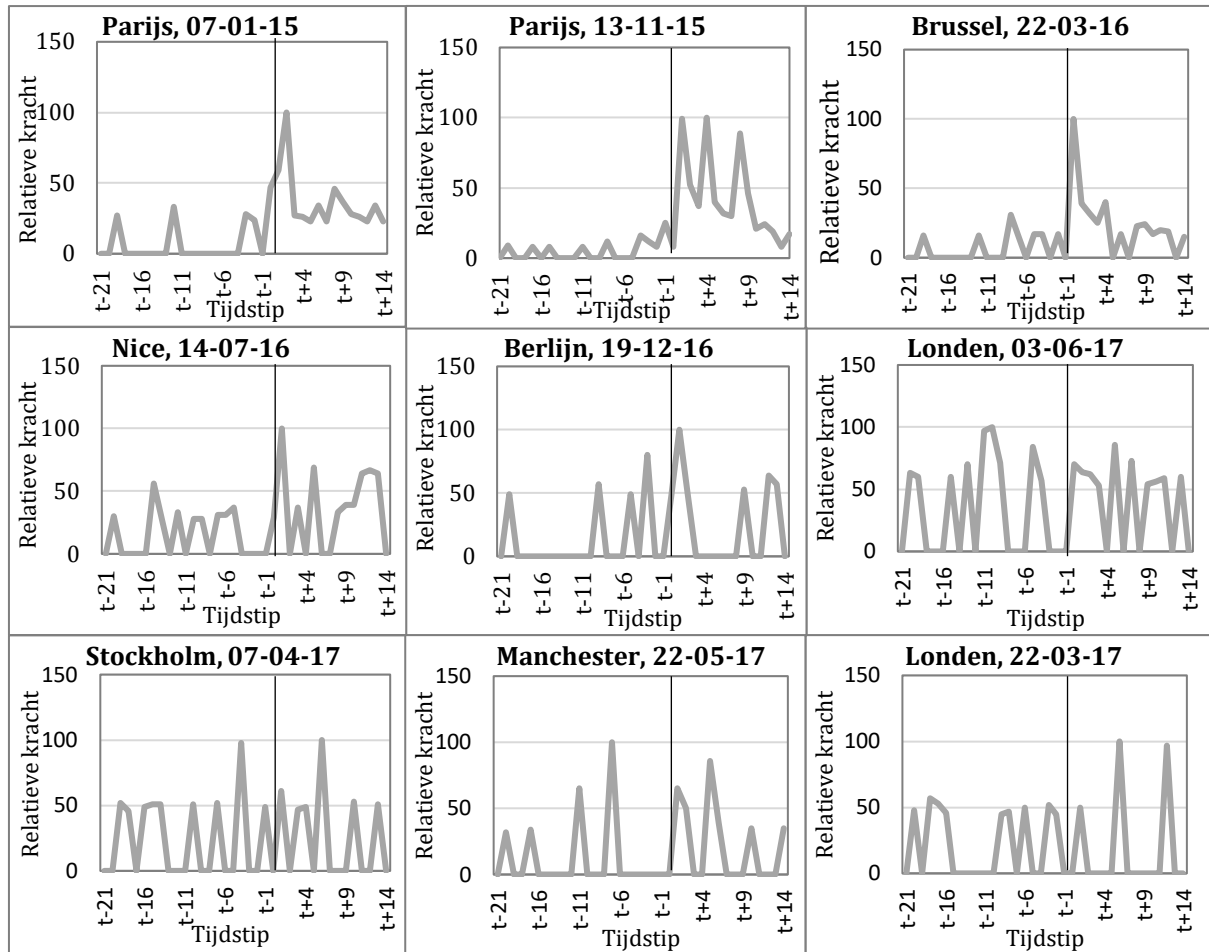 Parijs, 07-01-15
150
100
50
0
Relatieve kracht
t-21
t-16
t-11
t-6
t-1
t+4
t+9
t+14
Tijdstip
Parijs, 13-11-15
150
100
50
0
Relatieve kracht
t-21
t-16
t-11
t-6
t-1
t+4
t+9
t+14
Tijdstip
Brussel, 22-03-16
150
100
50
0
Relatieve kracht
t-21
t-16
t-11
t-6
t-1
t+4
t+9
t+14
Tijdstip
Nice, 14-07-16
150
100
50
0
Relatieve kracht
t-21
t-16
t-11
t-6
t-1
t+4
t+9
t+14
Tijdstip
Berlijn, 19-12-16
150
100
50
0
Relatieve kracht
t-21
t-16
t-11
t-6
t-1
t+4
t+9
t+14
Tijdstip
Londen, 03-06-17
150
100
50
0
Relatieve kracht
t-21
t-16
t-11
t-6
t-1
t+4
t+9
t+14
Tijdstip
Stockholm, 07-04-17
150
100
50
0
Relatieve kracht
t-21
t-16
t-11
t-6
t-1
t+4
t+9
t+14
Tijdstip
Manchester, 22-05-17
150
100
50
0
Relatieve kracht
t-21
t-16
t-11
t-6
t-1
t+4
t+9
t+14
Tijdstip
Londen, 22-03-17
150
100
50
0
Relatieve kracht
t-21
t-16
t-11
t-6
t-1
t+4
t+9
t+14
Tijdstip